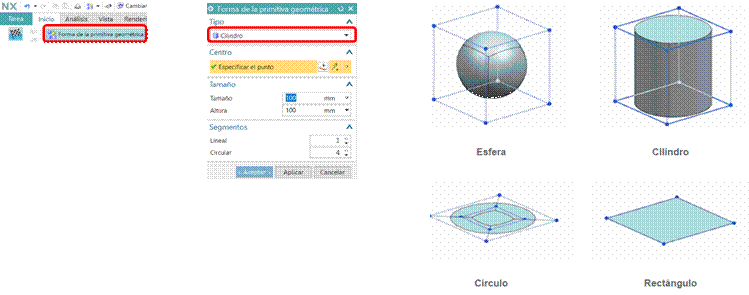 NX Cambiar
Tarea Inicio Análisis Vista Renderi
Forma de la primitiva geométrica
Forma de la primitiva geométrica
Tipo
Cilindro
Centro
Especificar el punto
Tamaño
Tamaño 100 mm
Altura 100 mm
Segmentos
Lineal 1
Circular 4
< Aceptar > Aplicar Cancelar
Esfera Cilíndro
Círculo Rectángulo